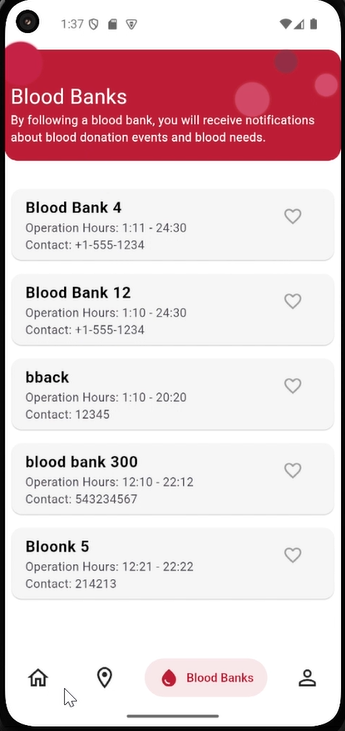 1:37
Blood Banks
By following a blood bank, you will receive notifications
about blood donation events and blood needs.
Blood Bank 4
Operation Hours: 1:11 - 24:30
Contact: +1-555-1234
Blood Bank 12
Operation Hours: 1:10 - 24:30
Contact: +1-555-1234
bback
Operation Hours: 1:10 - 20:20
Contact: 12345
blood bank 300
Operation Hours: 12:10 - 22:12
Contact: 543234567
Bloonk 5
Operation Hours: 12:21 - 22:22
Contact: 214213
Blood Banks